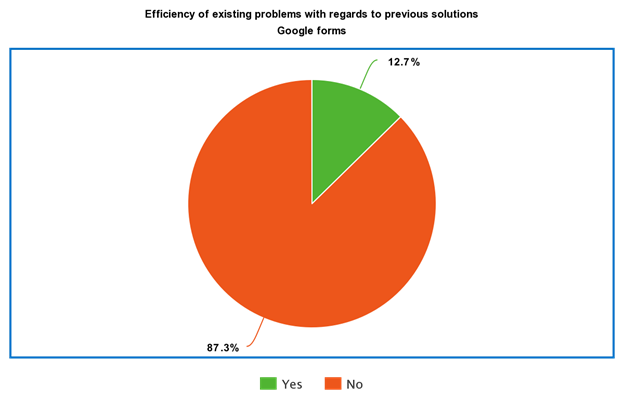 Efficiency of existing problems with regards to previous solutions
Google forms
12.7%
87.3%
Yes No